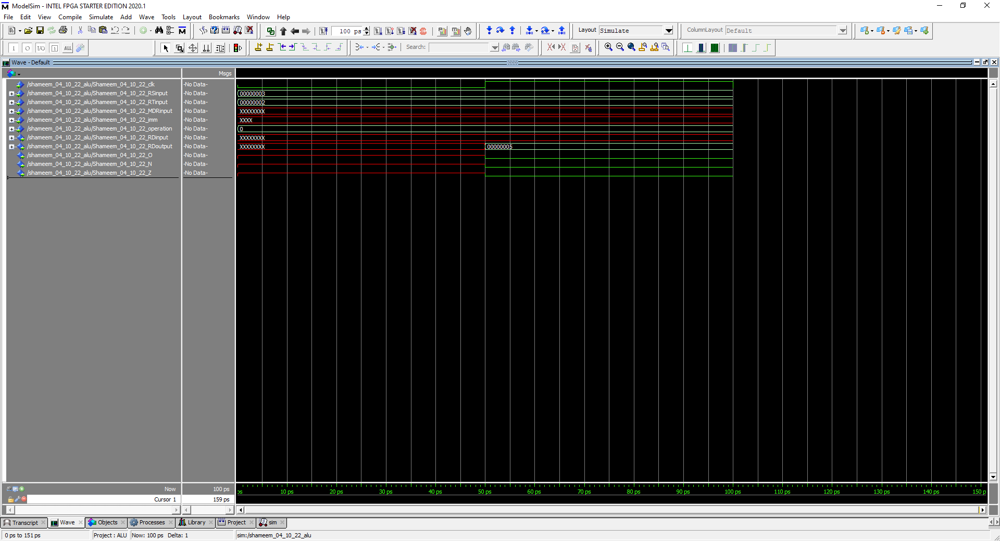 ModelSim - INTEL FPGA STARTER EDITION 2020.1
File Edit View Compile Simulate Add Wave Tools Layout Bookmarks Window Help
100 ps Layout Simulate ColumnLayout Default
ALL Search:
Wave - Default
Msgs
/shameem_04_10_22_alu/Shameem_04_10_22_clk -No Data-
/shameem_04_10_22_alu/Shameem_04_10_22_RSinput -No Data- 00000003
/shameem_04_10_22_alu/Shameem_04_10_22_RTinput -No Data- 00000002
/shameem_04_10_22_alu/Shameem_04_10_22_MDRinput -No Data- XXXXXXXX
/shameem_04_10_22_alu/Shameem_04_10_22_imm -No Data- XXXX
/shameem_04_10_22_alu/Shameem_04_10_22_operation -No Data- 0
/shameem_04_10_22_alu/Shameem_04_10_22_RDinput -No Data- XXXXXXXX
/shameem_04_10_22_alu/Shameem_04_10_22_RDoutput -No Data- XXXXXXXX 00000005
/shameem_04_10_22_alu/Shameem_04_10_22_O -No Data-
/shameem_04_10_22_alu/Shameem_04_10_22_N -No Data-
/shameem_04_10_22_alu/Shameem_04_10_22_Z -No Data-
Now 100 ps ps 10 ps 20 ps 30 ps 40 ps 50 ps 60 ps 70 ps 80 ps 90 ps 100 ps 110 ps 120 ps 130 ps 140 ps 150 p
Cursor 1 159 ps
Transcript Wave Objects Processes Library Project sim
0 ps to 151 ps Project : ALU Now: 100 ps Delta: 1 sim:/shameem_04_10_22_alu